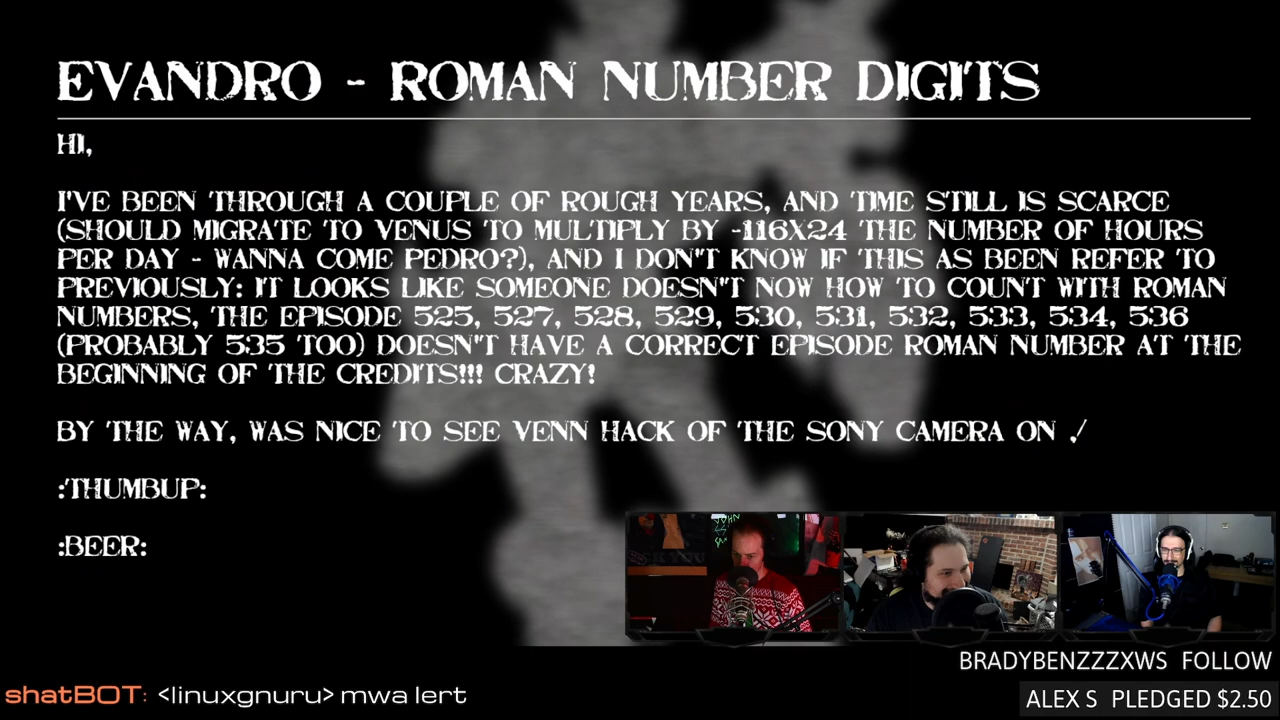 EVANDRO - ROMAN NUMBER DIGITS
HI,
I'VE BEEN THROUGH A COUPLE OF ROUGH YEARS, AND TIME STILL IS SCARCE
(SHOULD MIGRATE TO VENUS TO MULTIPLY BY -116X24 THE NUMBER OF HOURS
PER DAY - WANNA COME PEDRO?), AND I DON"T KNOW IF THIS AS BEEN REFER TO
PREVIOUSLY: IT LOOKS LIKE SOMEONE DOESN"T NOW HOW TO COUNT WITH ROMAN
NUMBERS, THE EPISODE 525, 527, 528, 529, 530, 531, 532, 533, 534, 536
(PROBABLY 535 TOO) DOESN"T HAVE A CORRECT EPISODE ROMAN NUMBER AT THE
BEGINNING OF THE CREDITS!!! CRAZY!
BY THE WAY, WAS NICE TO SEE VENN HACK OF THE SONY CAMERA ON ./
:THUMBUP:
:BEER:
BRADYBENZZZXWS FOLLOW
shatBOT: <linuxgnuru> mwa lert
ALEX S PLEDGED $2.50